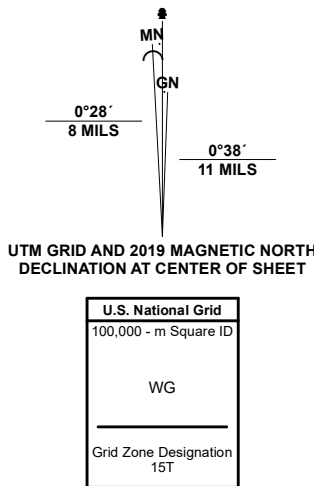 MN
GN
0°28´
8 MILS
0°38´
11 MILS
UTM GRID AND 2019 MAGNETIC NORTH
DECLINATION AT CENTER OF SHEET
U.S. National Grid
100,000 - m Square ID
WG
Grid Zone Designation
15T